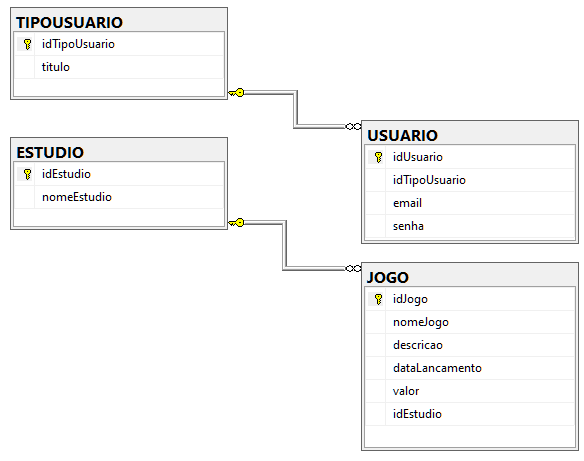 TIPOUSUARIO
idTipoUsuario
titulo
ESTUDIO
idEstudio
nomeEstudio
USUARIO
idUsuario
idTipoUsuario
email
senha
JOGO
idJogo
nomeJogo
descricao
dataLancamento
valor
idEstudio